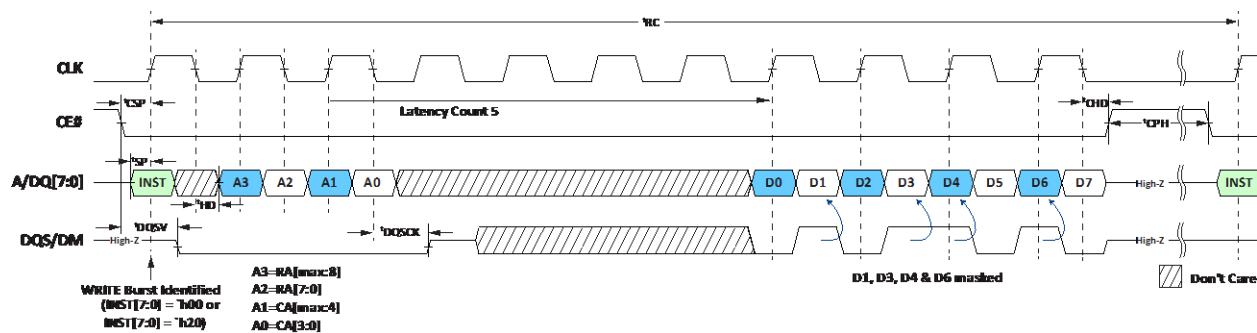 tRC
CLK
Latency Count 5
tCSP
tCHD
CE#
tCPH
tSP
A/DQ[7:0]
INST A3 A2 A1 A0 D0 D1 D2 D3 D4 D5 D6 D7 High-Z INST
tHD
tDQSV
tDQSCK
DQS/DM
High-Z High-Z
WRITE Burst Identified
(INST[7:0] = `h00 or
INST[7:0] = `h20)
A3=RA[max:8]
A2=RA[7:0]
A1=CA[max:4]
A0=CA[3:0]
D1, D3, D4 & D6 masked
Don't Care